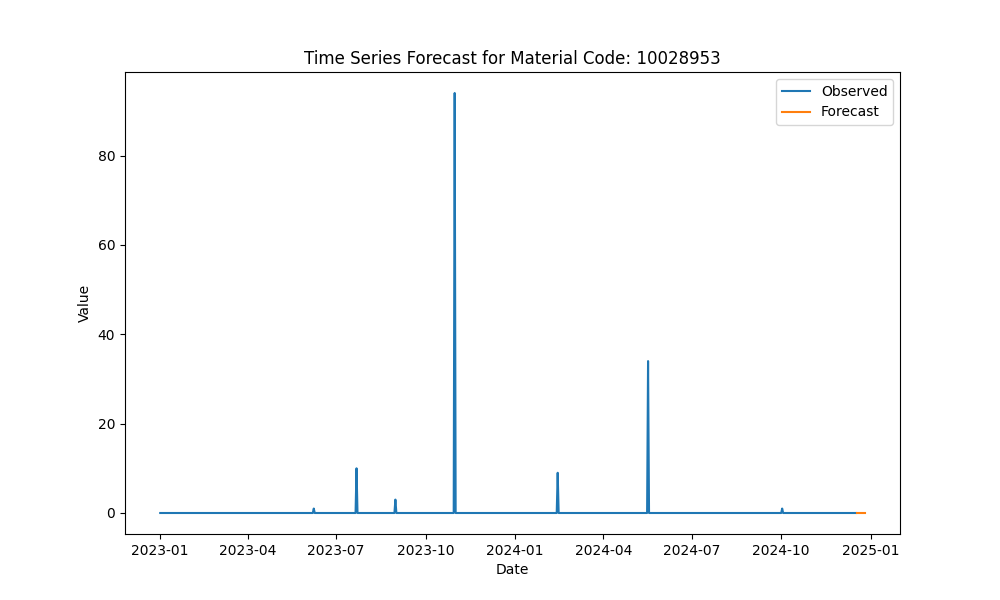 Time Series Forecast for Material Code: 10028953
Observed
Forecast
80
60
40
20
0
Value
2023-01 2023-04 2023-07 2023-10 2024-01 2024-04 2024-07 2024-10 2025-01
Date